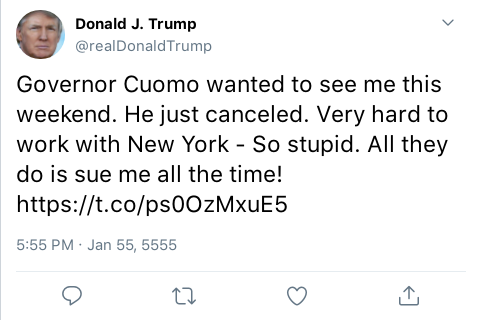 Donald J. Trump
@realDonaldTrump
Governor Cuomo wanted to see me this
weekend. He just canceled. Very hard to
work with New York - So stupid. All they
do is sue me all the time!
https://t.co/ps0OzMxuE5
5:55 PM · Jan 55, 5555